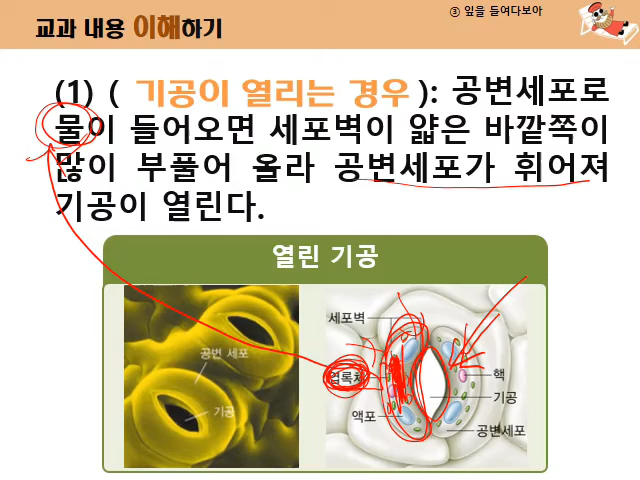 교과 내용 이해하기
③ 잎을 들여다보아
(1) ( 기공이 열리는 경우 ): 공변세포로
물이 들어오면 세포벽이 얇은 바깥쪽이
많이 부풀어 올라 공변세포가 휘어져
기공이 열린다.
열린 기공
공변 세포
기공
세포벽
엽록체
액포
핵
기공
공변세포